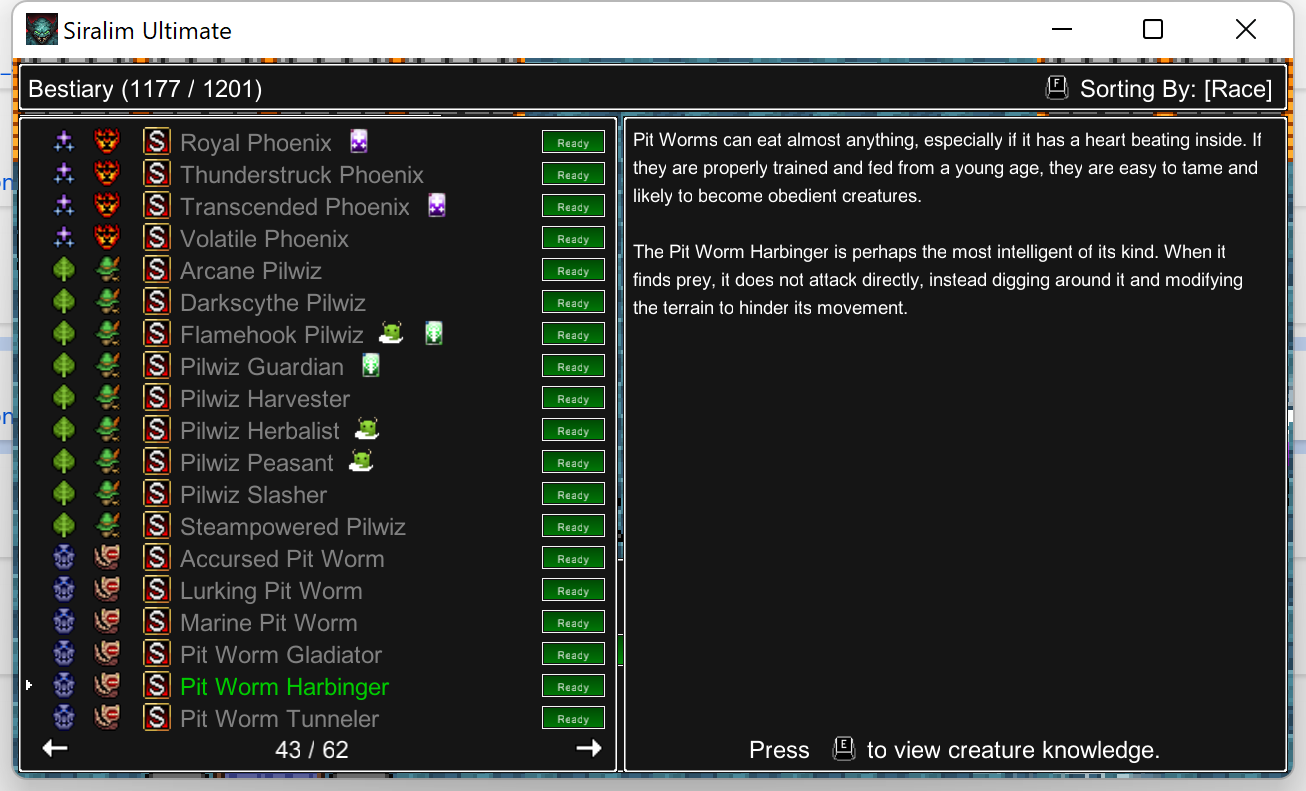 Siralim Ultimate
Bestiary (1177 / 1201)
F Sorting By: [Race]
S Royal Phoenix Ready
S Thunderstruck Phoenix Ready
S Transcended Phoenix Ready
S Volatile Phoenix Ready
S Arcane Pilwiz Ready
S Darkscythe Pilwiz Ready
S Flamehook Pilwiz Ready
S Pilwiz Guardian Ready
S Pilwiz Harvester Ready
S Pilwiz Herbalist Ready
S Pilwiz Peasant Ready
S Pilwiz Slasher Ready
S Steampowered Pilwiz Ready
S Accursed Pit Worm Ready
S Lurking Pit Worm Ready
S Marine Pit Worm Ready
S Pit Worm Gladiator Ready
S Pit Worm Harbinger Ready
S Pit Worm Tunneler Ready
43 / 62
Pit Worms can eat almost anything, especially if it has a heart beating inside. If
they are properly trained and fed from a young age, they are easy to tame and
likely to become obedient creatures.
The Pit Worm Harbinger is perhaps the most intelligent of its kind. When it
finds prey, it does not attack directly, instead digging around it and modifying
the terrain to hinder its movement.
Press E to view creature knowledge.